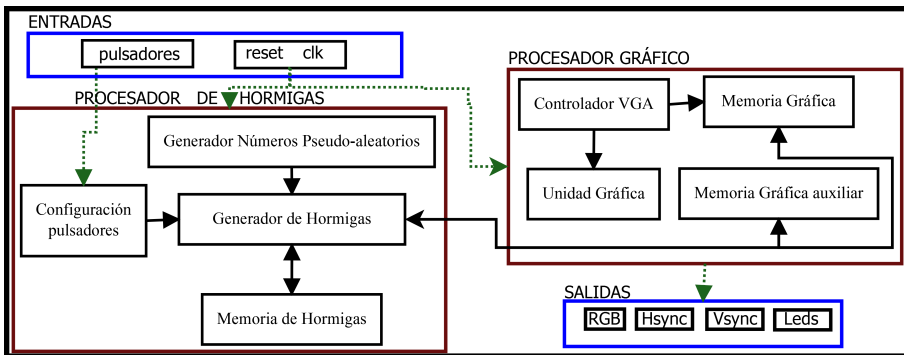 ENTRADAS
pulsadores
reset clk
PROCESADOR DE HORMIGAS
Generador Números Pseudo-aleatorios
Configuración
pulsadores
Generador de Hormigas
Memoria de Hormigas
PROCESADOR GRÁFICO
Controlador VGA
Memoria Gráfica
Unidad Gráfica
Memoria Gráfica auxiliar
SALIDAS
RGB
Hsync
Vsync
Leds